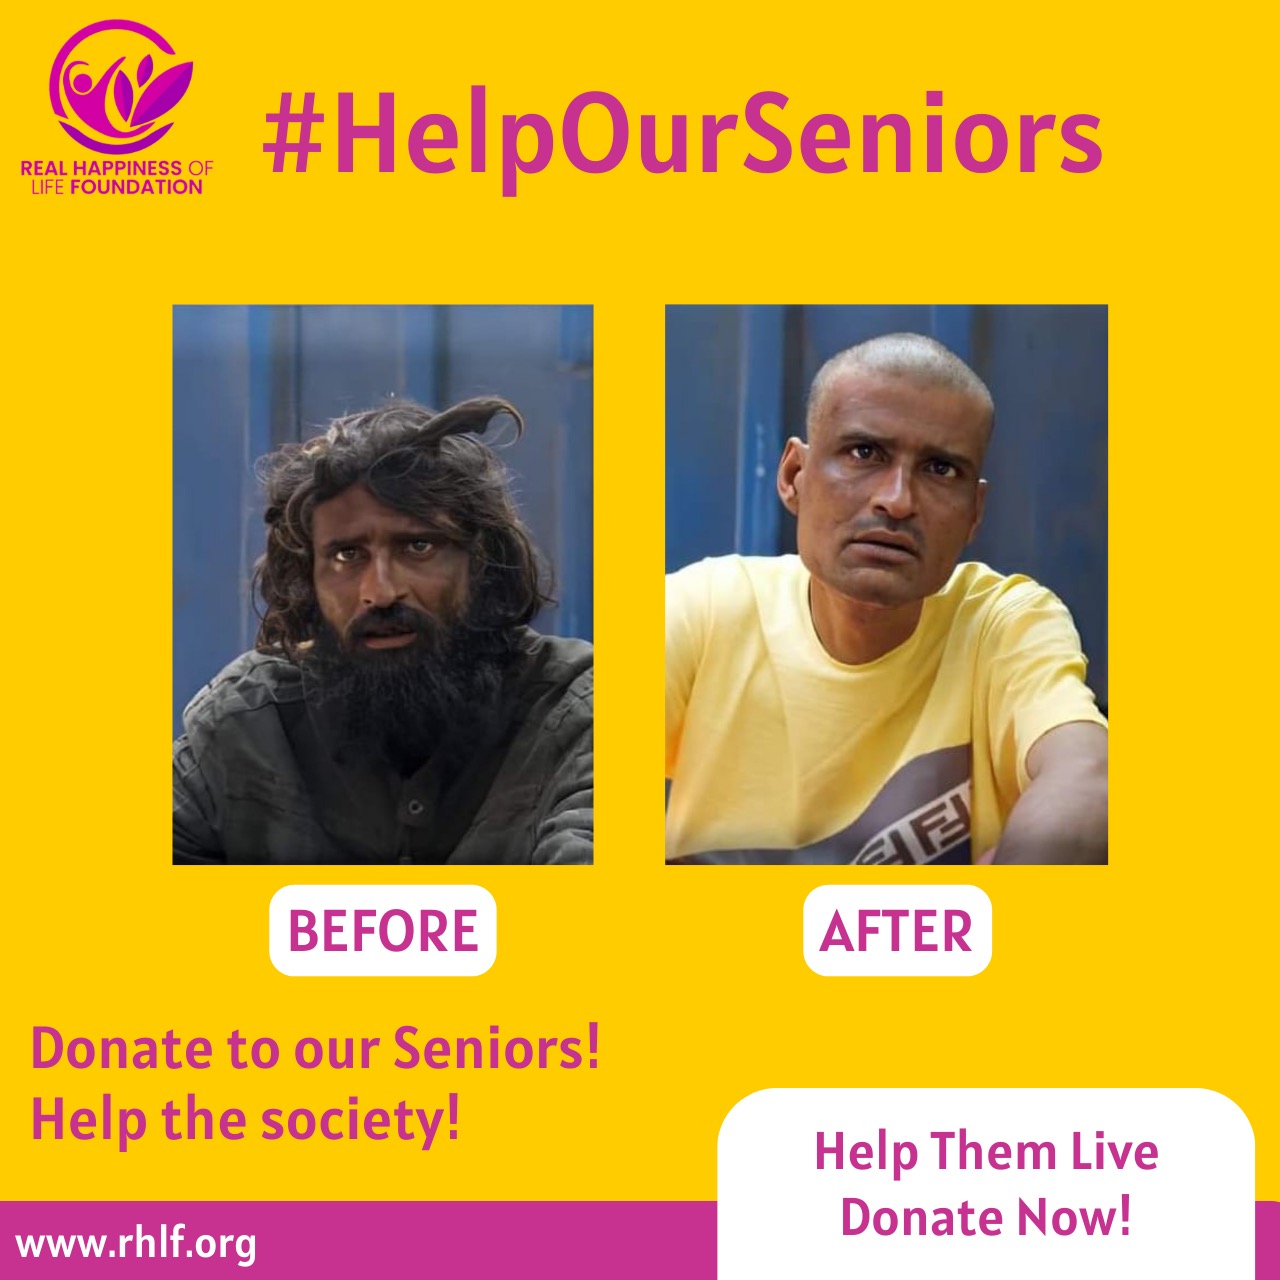 REAL HAPPINESS OF
LIFE FOUNDATION
#HelpOurSeniors
BEFORE
AFTER
Donate to our Seniors!
Help the society!
Help Them Live
Donate Now!
www.rhlf.org